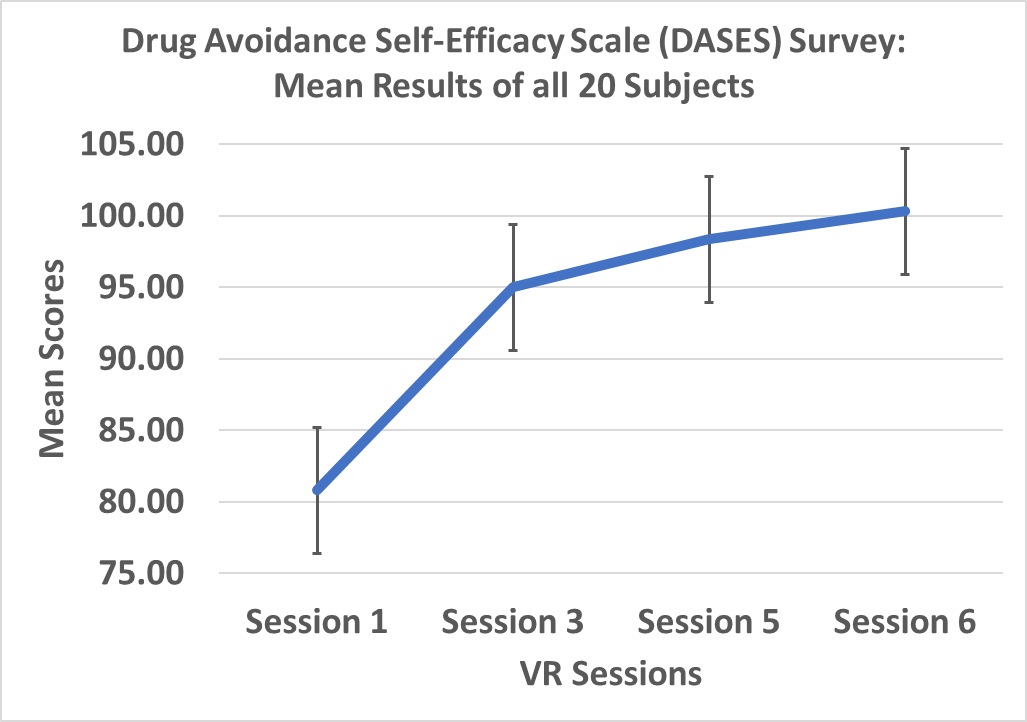 Drug Avoidance Self-Efficacy Scale (DASES) Survey:
Mean Results of all 20 Subjects
105.00
100.00
95.00
90.00
85.00
80.00
75.00
Mean Scores
Session 1 Session 3 Session 5 Session 6
VR Sessions